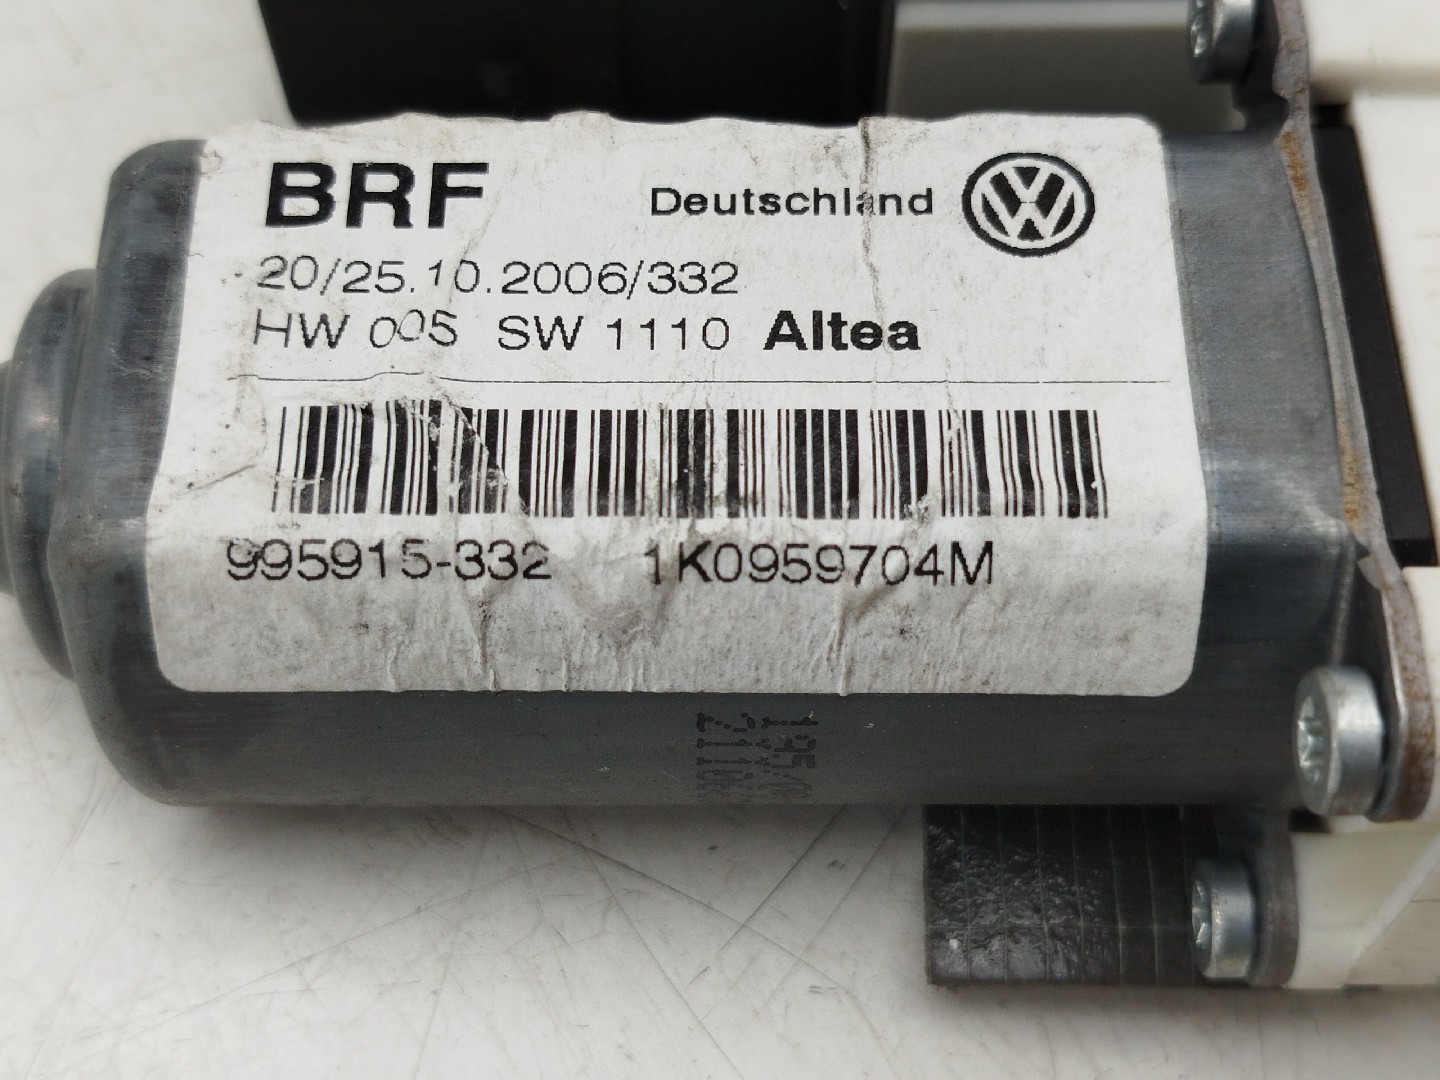 BRF Deutschland
20/25.10.2006/332
HW 005 SW 1110 Altea
995915-332 1K0959704M